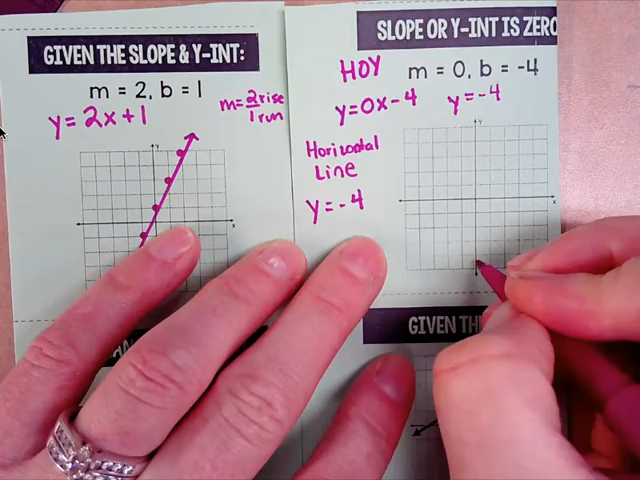 GIVEN THE SLOPE & Y-INT:
m = 2, b = 1
y = 2x + 1
m = 2 rise
1 run
y
x
SLOPE OR Y-INT IS ZERO
HOY
m = 0, b = -4
y = 0x - 4
y = -4
Horizontal
Line
y = -4
y
x
GIVEN